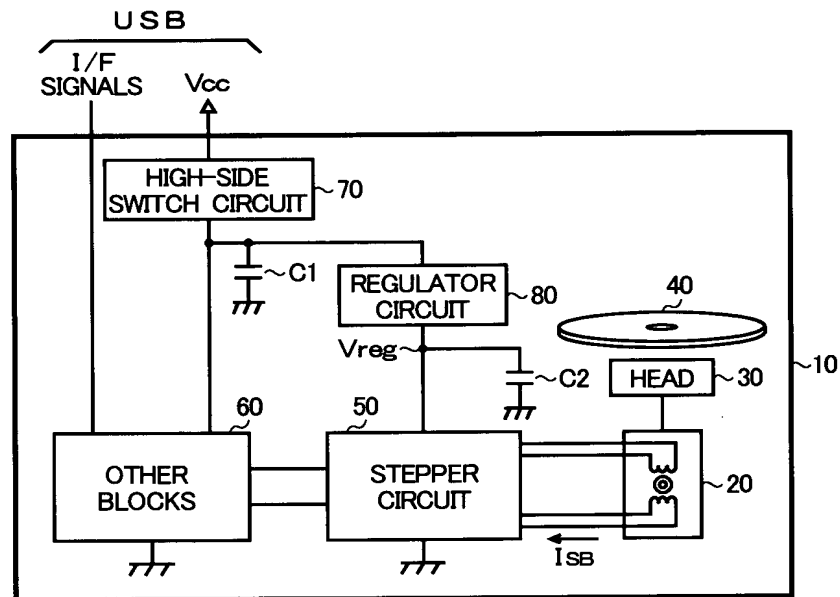 USB
I/F
SIGNALS
Vcc
HIGH-SIDE
SWITCH CIRCUIT
70
C1
REGULATOR
CIRCUIT
80
40
Vreg
C2
HEAD
30
10
60
50
OTHER
BLOCKS
STEPPER
CIRCUIT
20
ISB